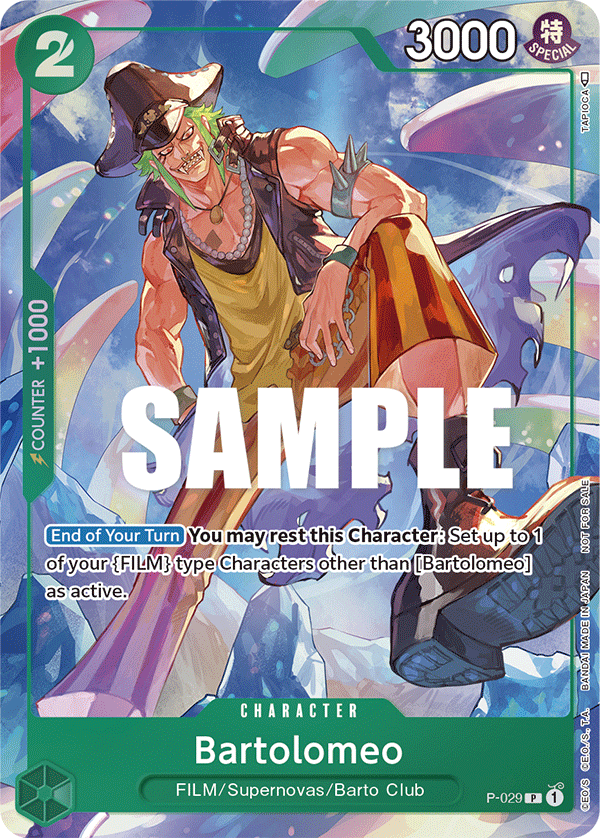 2
3000
特
SPECIAL
TAPIOCA
COUNTER +1000
SAMPLE
End of Your Turn You may rest this Character: Set up to 1
of your {FILM} type Characters other than [Bartolomeo]
as active.
CHARACTER
Bartolomeo
FILM/Supernovas/Barto Club
P-029 P 1
©EO/S ©EO/S., T.A. BANDAI MADE IN JAPAN NOT FOR SALE